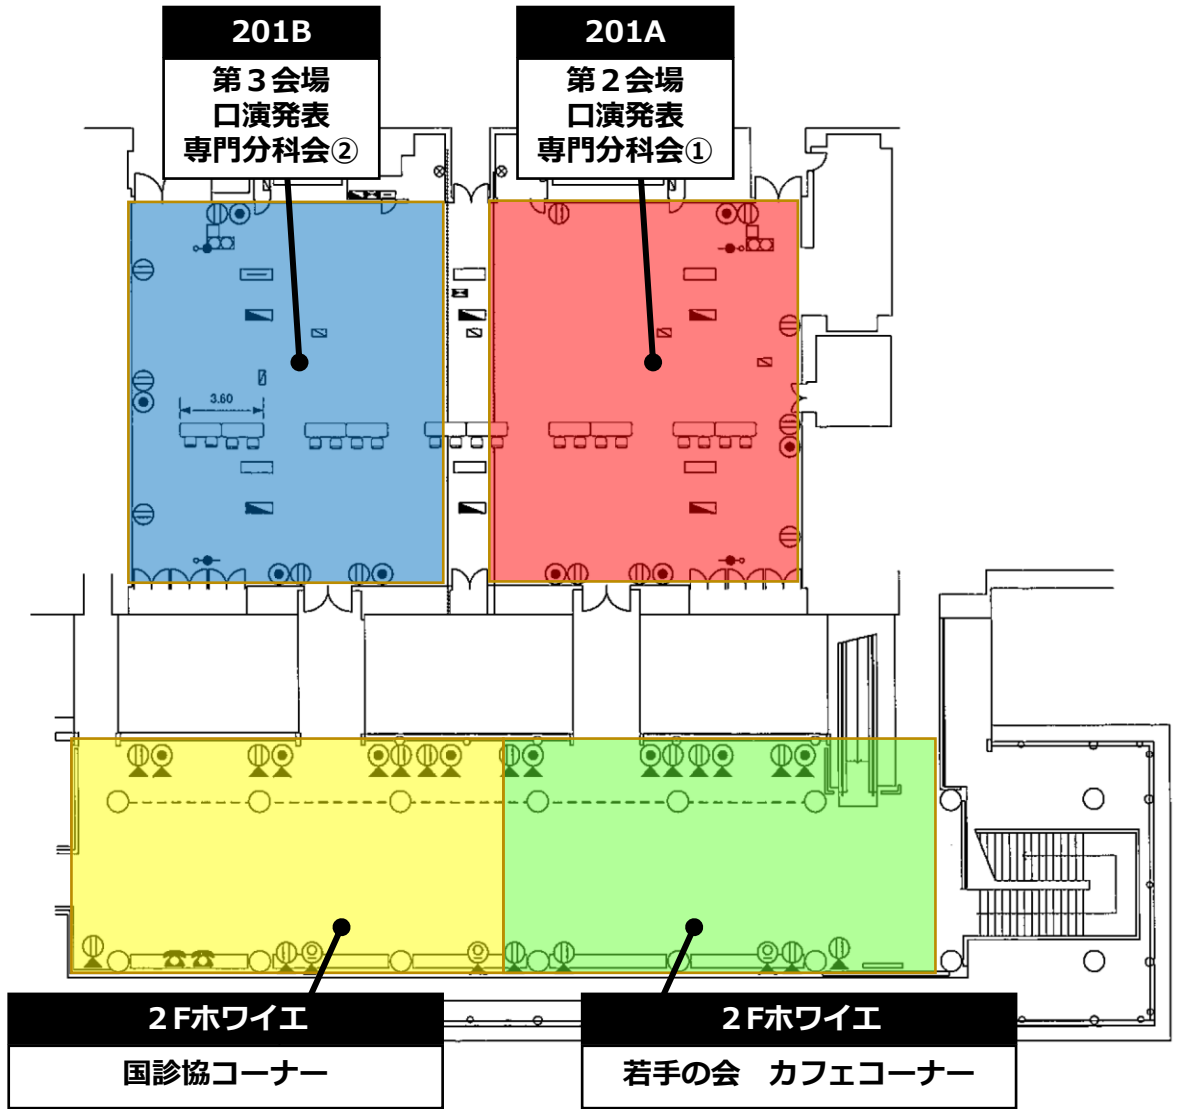 201B
第３会場
口演発表
専門分科会②
201A
第２会場
口演発表
専門分科会①
3.60
２Fホワイエ
国診協コーナー
２Fホワイエ
若手の会　カフェコーナー